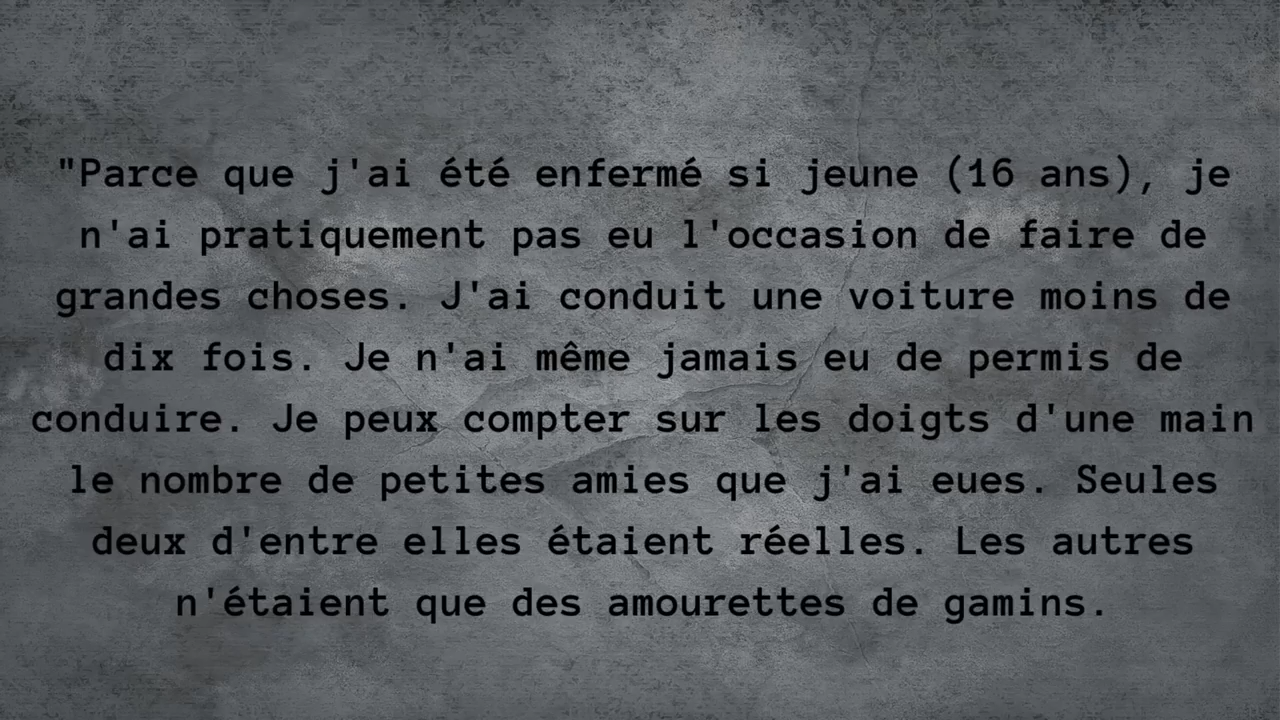 "Parce que j'ai été enfermé si jeune (16 ans), je
n'ai pratiquement pas eu l'occasion de faire de
grandes choses. J'ai conduit une voiture moins de
dix fois. Je n'ai même jamais eu de permis de
conduire. Je peux compter sur les doigts d'une main
le nombre de petites amies que j'ai eues. Seules
deux d'entre elles étaient réelles. Les autres
n'étaient que des amourettes de gamins.